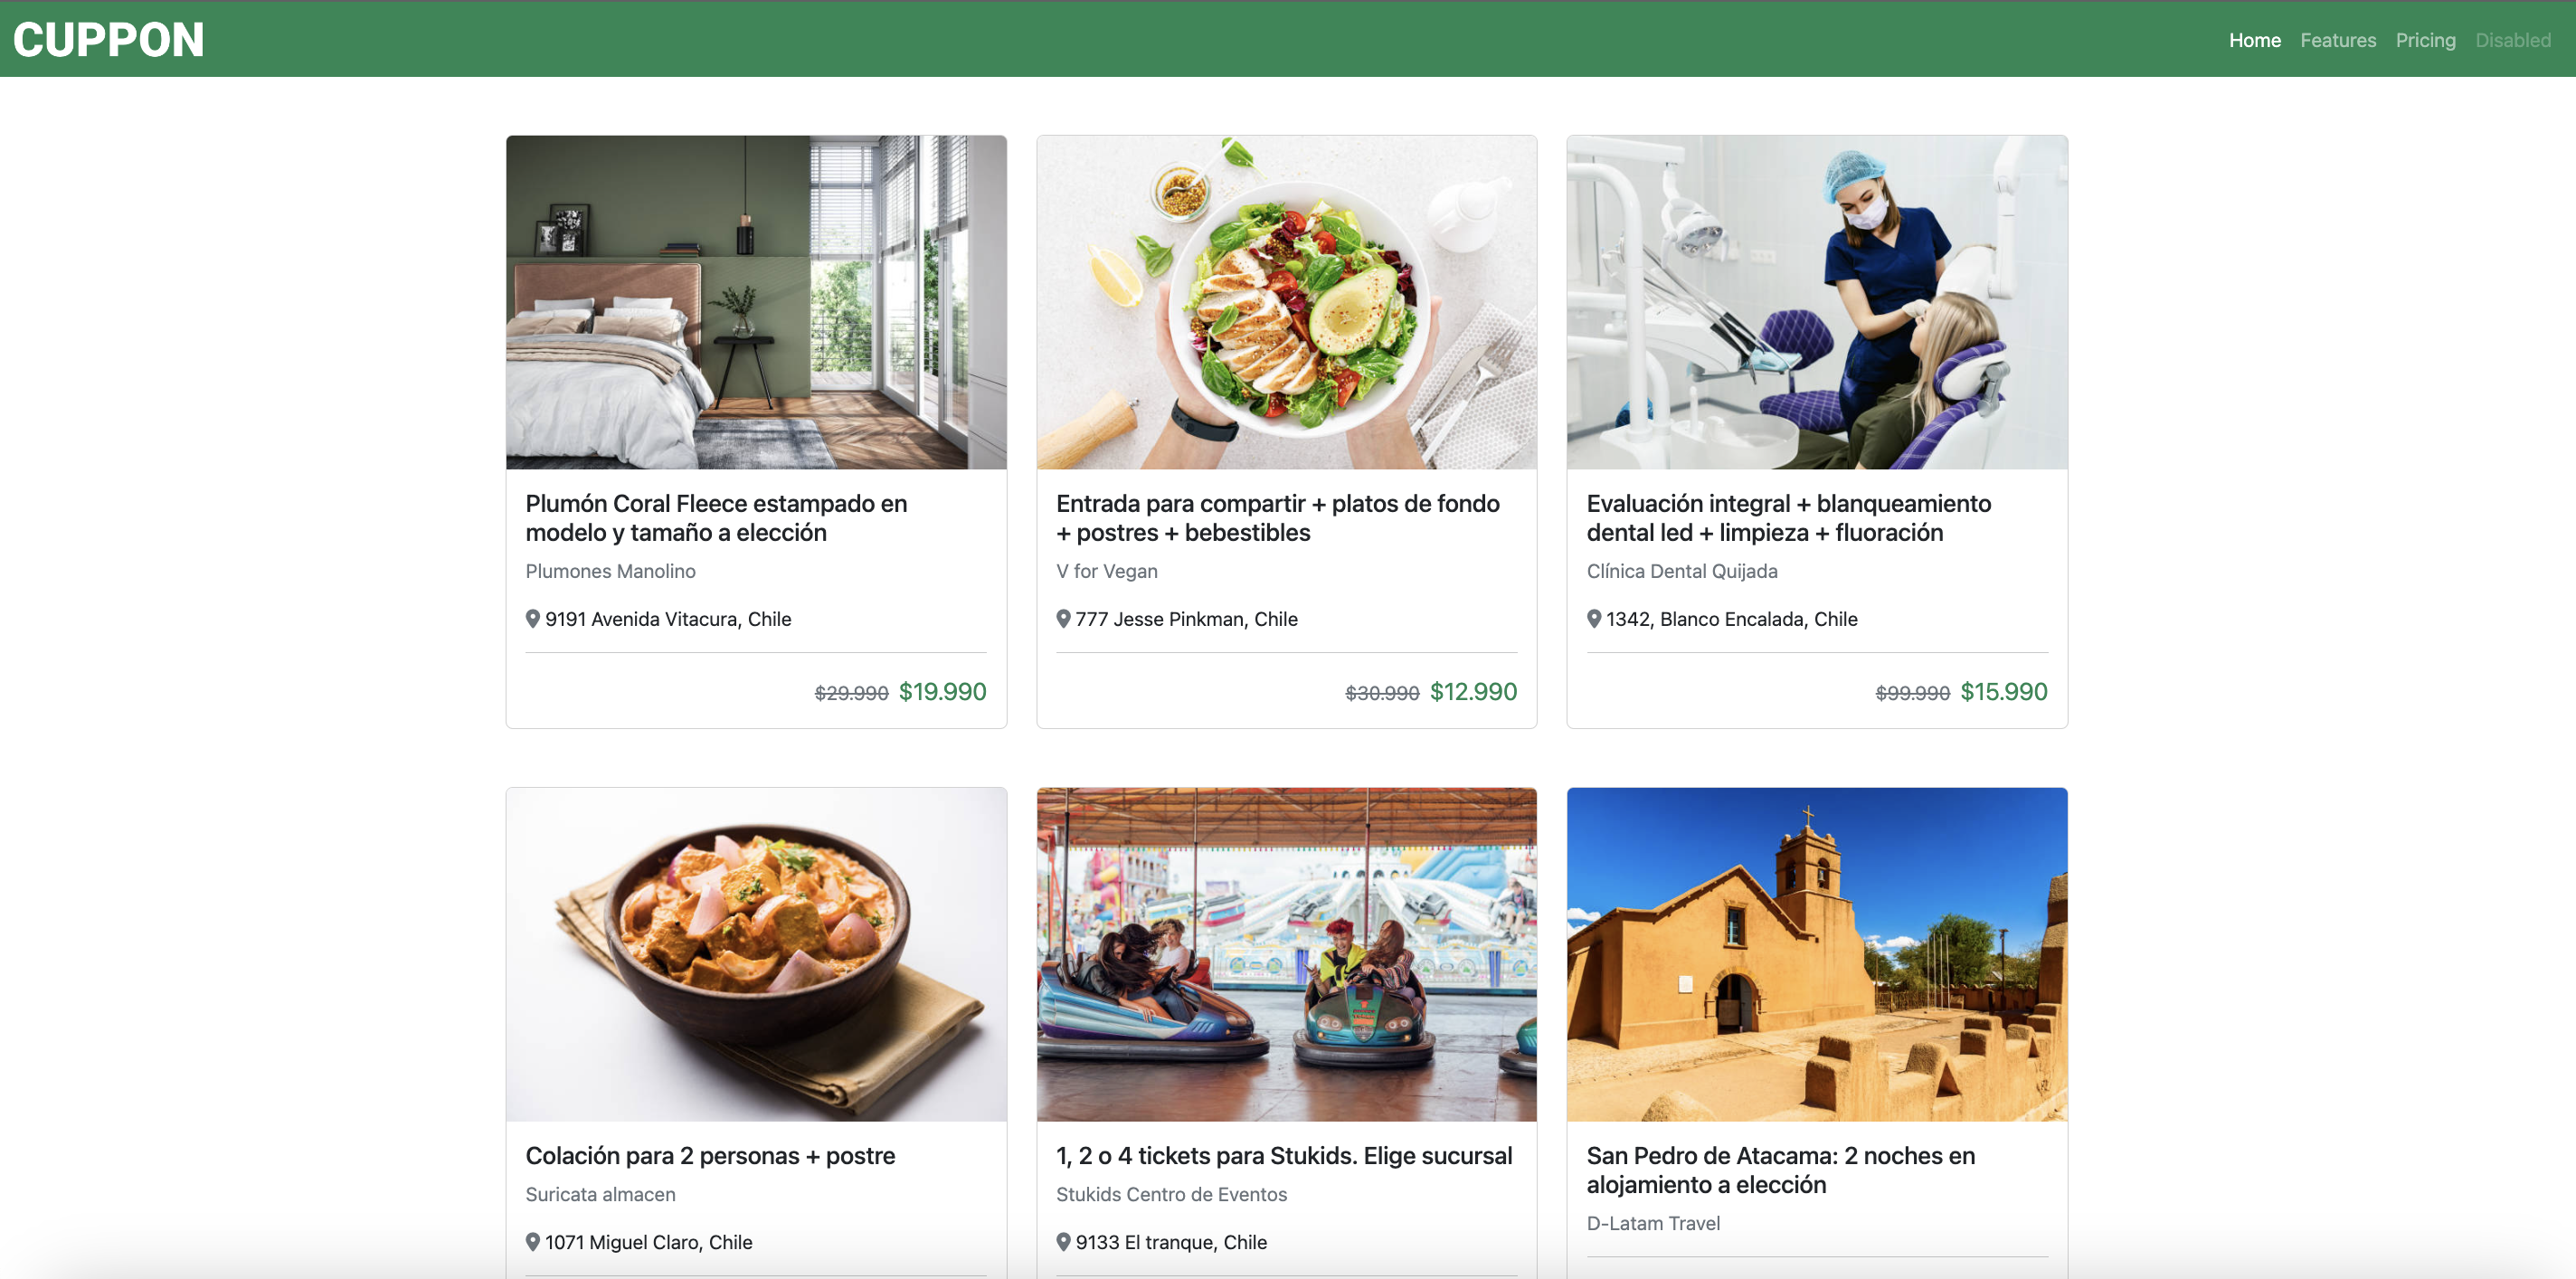 CUPPON
Home Features Pricing Disabled
Plumón Coral Fleece estampado en
modelo y tamaño a elección
Plumones Manolino
9191 Avenida Vitacura, Chile
$29.990 $19.990
Entrada para compartir + platos de fondo
+ postres + bebestibles
V for Vegan
777 Jesse Pinkman, Chile
$30.990 $12.990
Evaluación integral + blanqueamiento
dental led + limpieza + fluoración
Clínica Dental Quijada
1342, Blanco Encalada, Chile
$99.990 $15.990
Colación para 2 personas + postre
Suricata almacen
1071 Miguel Claro, Chile
1, 2 o 4 tickets para Stukids. Elige sucursal
Stukids Centro de Eventos
9133 El tranque, Chile
San Pedro de Atacama: 2 noches en
alojamiento a elección
D-Latam Travel